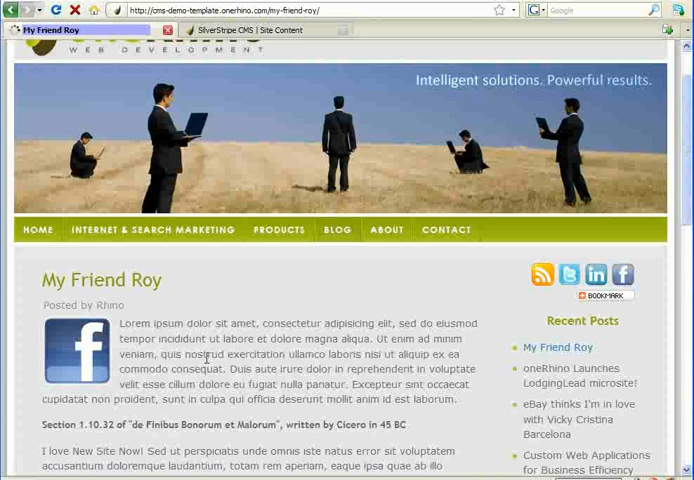 http://cms-demo-template.onerhino.com/my-friend-roy/
Google
My Friend Roy
SilverStripe CMS | Site Content
WEB DEVELOPMENT
Intelligent solutions. Powerful results.
HOME INTERNET & SEARCH MARKETING PRODUCTS BLOG ABOUT CONTACT
My Friend Roy
Posted by Rhino
Lorem ipsum dolor sit amet, consectetur adipisicing elit, sed do eiusmod
tempor incididunt ut labore et dolore magna aliqua. Ut enim ad minim
veniam, quis nostrud exercitation ullamco laboris nisi ut aliquip ex ea
commodo consequat. Duis aute irure dolor in reprehenderit in voluptate
velit esse cillum dolore eu fugiat nulla pariatur. Excepteur sint occaecat
cupidatat non proident, sunt in culpa qui officia deserunt mollit anim id est laborum.
Section 1.10.32 of "de Finibus Bonorum et Malorum", written by Cicero in 45 BC
I love New Site Now! Sed ut perspiciatis unde omnis iste natus error sit voluptatem
accusantium doloremque laudantium, totam rem aperiam, eaque ipsa quae ab illo
in
f
f
BOOKMARK
Recent Posts
My Friend Roy
oneRhino Launches
LodgingLead microsite!
eBay thinks I'm in love
with Vicky Cristina
Barcelona
Custom Web Applications
for Business Efficiency